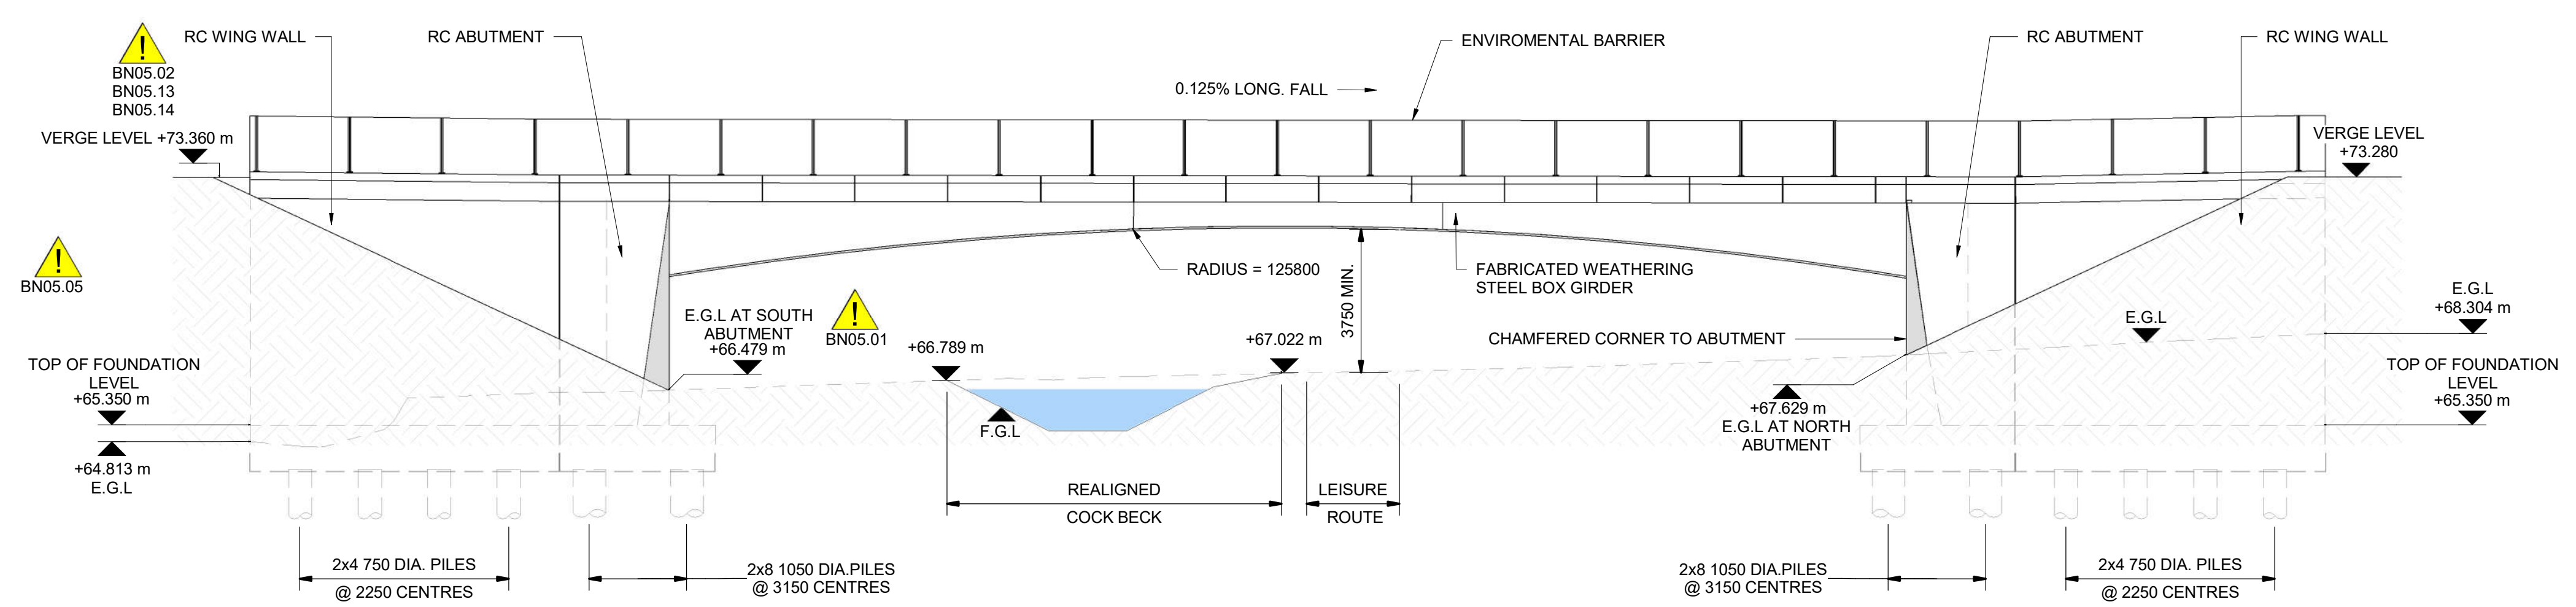 RC WING WALL
RC ABUTMENT
ENVIROMENTAL BARRIER
RC ABUTMENT
RC WING WALL
!
BN05.02
BN05.13
BN05.14
0.125% LONG. FALL
VERGE LEVEL +73.360 m
VERGE LEVEL
+73.280
!
BN05.05
RADIUS = 125800
FABRICATED WEATHERING
STEEL BOX GIRDER
3750 MIN.
E.G.L AT SOUTH
ABUTMENT
+66.479 m
!
BN05.01
+66.789 m
+67.022 m
CHAMFERED CORNER TO ABUTMENT
E.G.L
E.G.L
+68.304 m
TOP OF FOUNDATION
LEVEL
+65.350 m
TOP OF FOUNDATION
LEVEL
+65.350 m
F.G.L
+67.629 m
E.G.L AT NORTH
ABUTMENT
+64.813 m
E.G.L
REALIGNED
COCK BECK
LEISURE
ROUTE
2x4 750 DIA. PILES
@ 2250 CENTRES
2x8 1050 DIA.PILES
@ 3150 CENTRES
2x8 1050 DIA.PILES
@ 3150 CENTRES
2x4 750 DIA. PILES
@ 2250 CENTRES